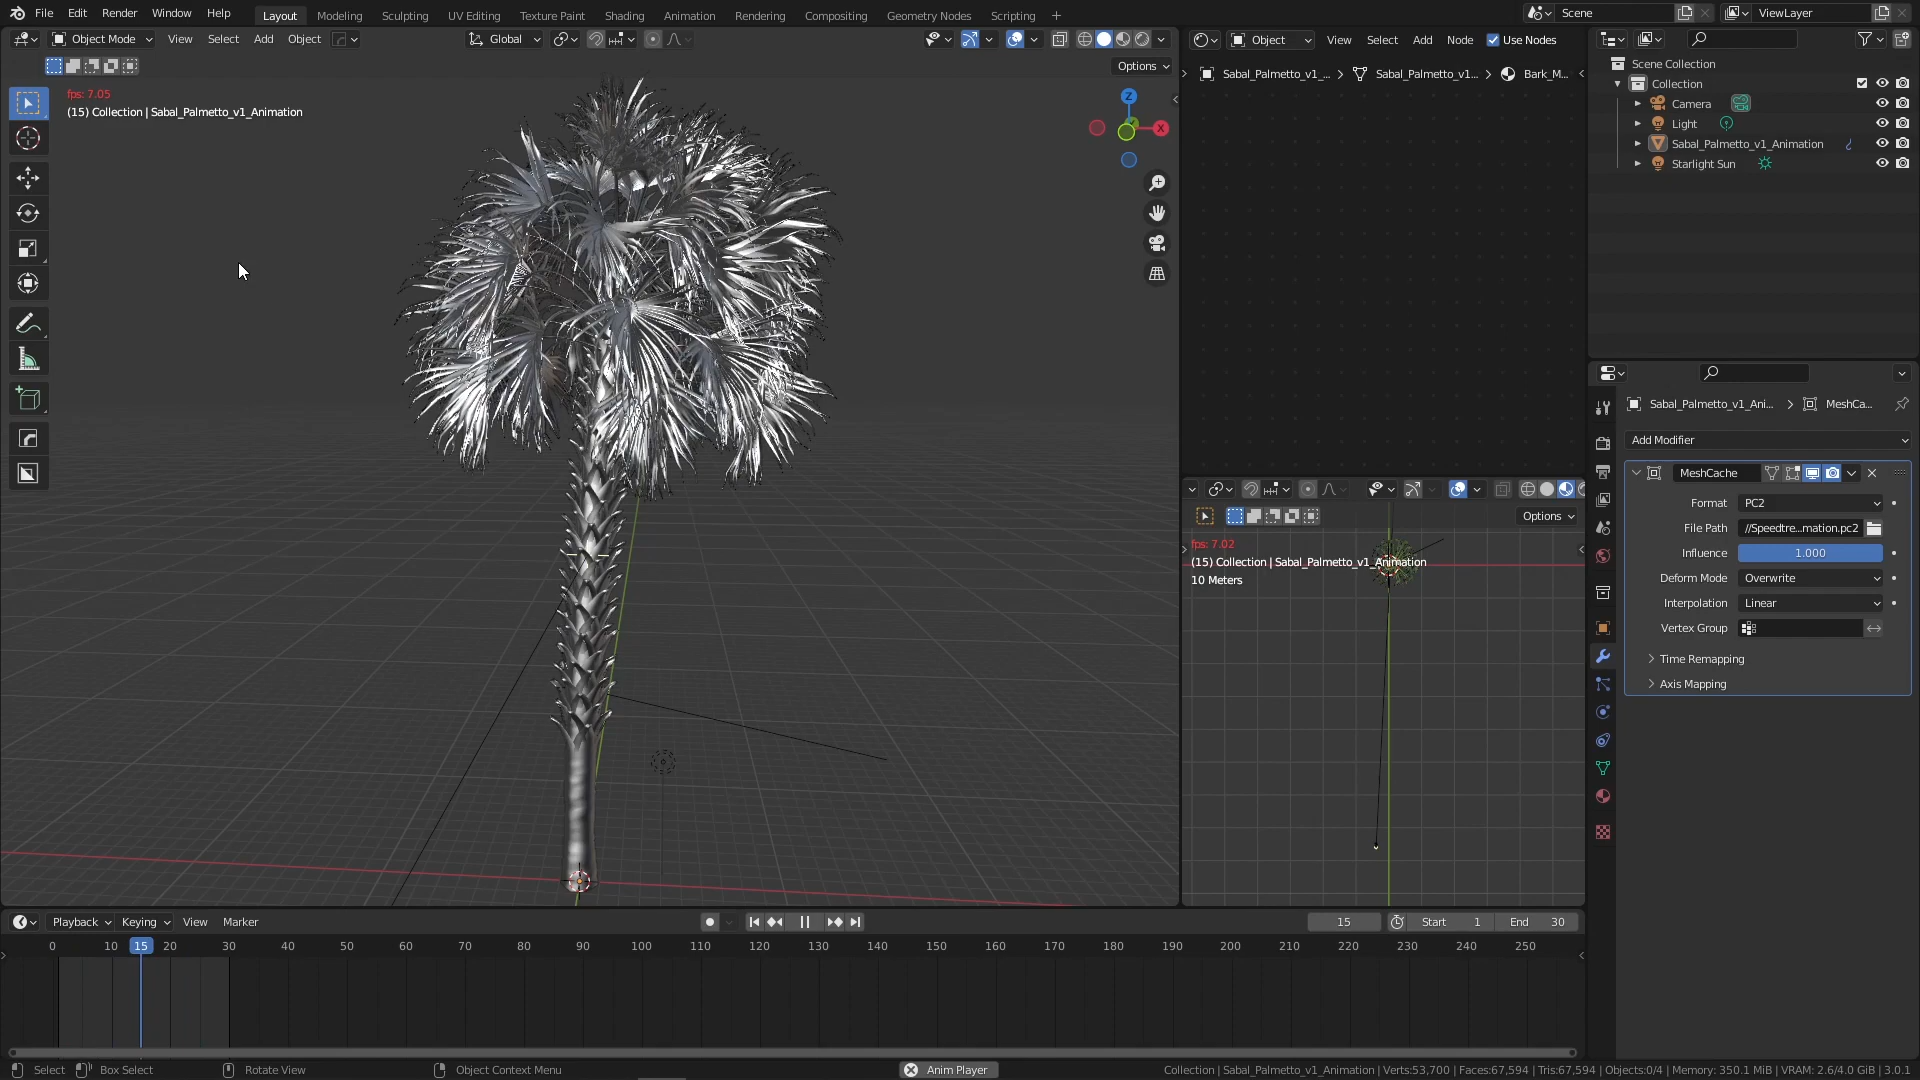 File Edit Render Window Help
Layout Modeling Sculpting UV Editing Texture Paint Shading Animation Rendering Compositing Geometry Nodes Scripting +
Scene
ViewLayer
Object Mode View Select Add Object
Global
Options
fps: 7.05
(15) Collection | Sabal_Palmetto_v1_Animation
Z
X
Object View Select Add Node Use Nodes
Sabal_Palmetto_v1_... Sabal_Palmetto_v1... Bark_M...
Options
fps: 7.02
(15) Collection | Sabal_Palmetto_v1_Animation
10 Meters
Scene Collection
Collection
Camera
Light
Sabal_Palmetto_v1_Animation
Starlight Sun
Sabal_Palmetto_v1_Ani... MeshCa...
Add Modifier
MeshCache
Format PC2
File Path //Speedtre...mation.pc2
Influence 1.000
Deform Mode Overwrite
Interpolation Linear
Vertex Group
Time Remapping
Axis Mapping
Playback Keying View Marker
15 Start 1 End 30
0 10 15 20 30 40 50 60 70 80 90 100 110 120 130 140 150 160 170 180 190 200 210 220 230 240 250
Select Box Select Rotate View Object Context Menu Anim Player Collection | Sabal_Palmetto_v1_Animation | Verts:53,700 | Faces:67,594 | Tris:67,594 | Objects:0/4 | Memory: 350.1 MiB | VRAM: 2.6/4.0 GiB | 3.0.1